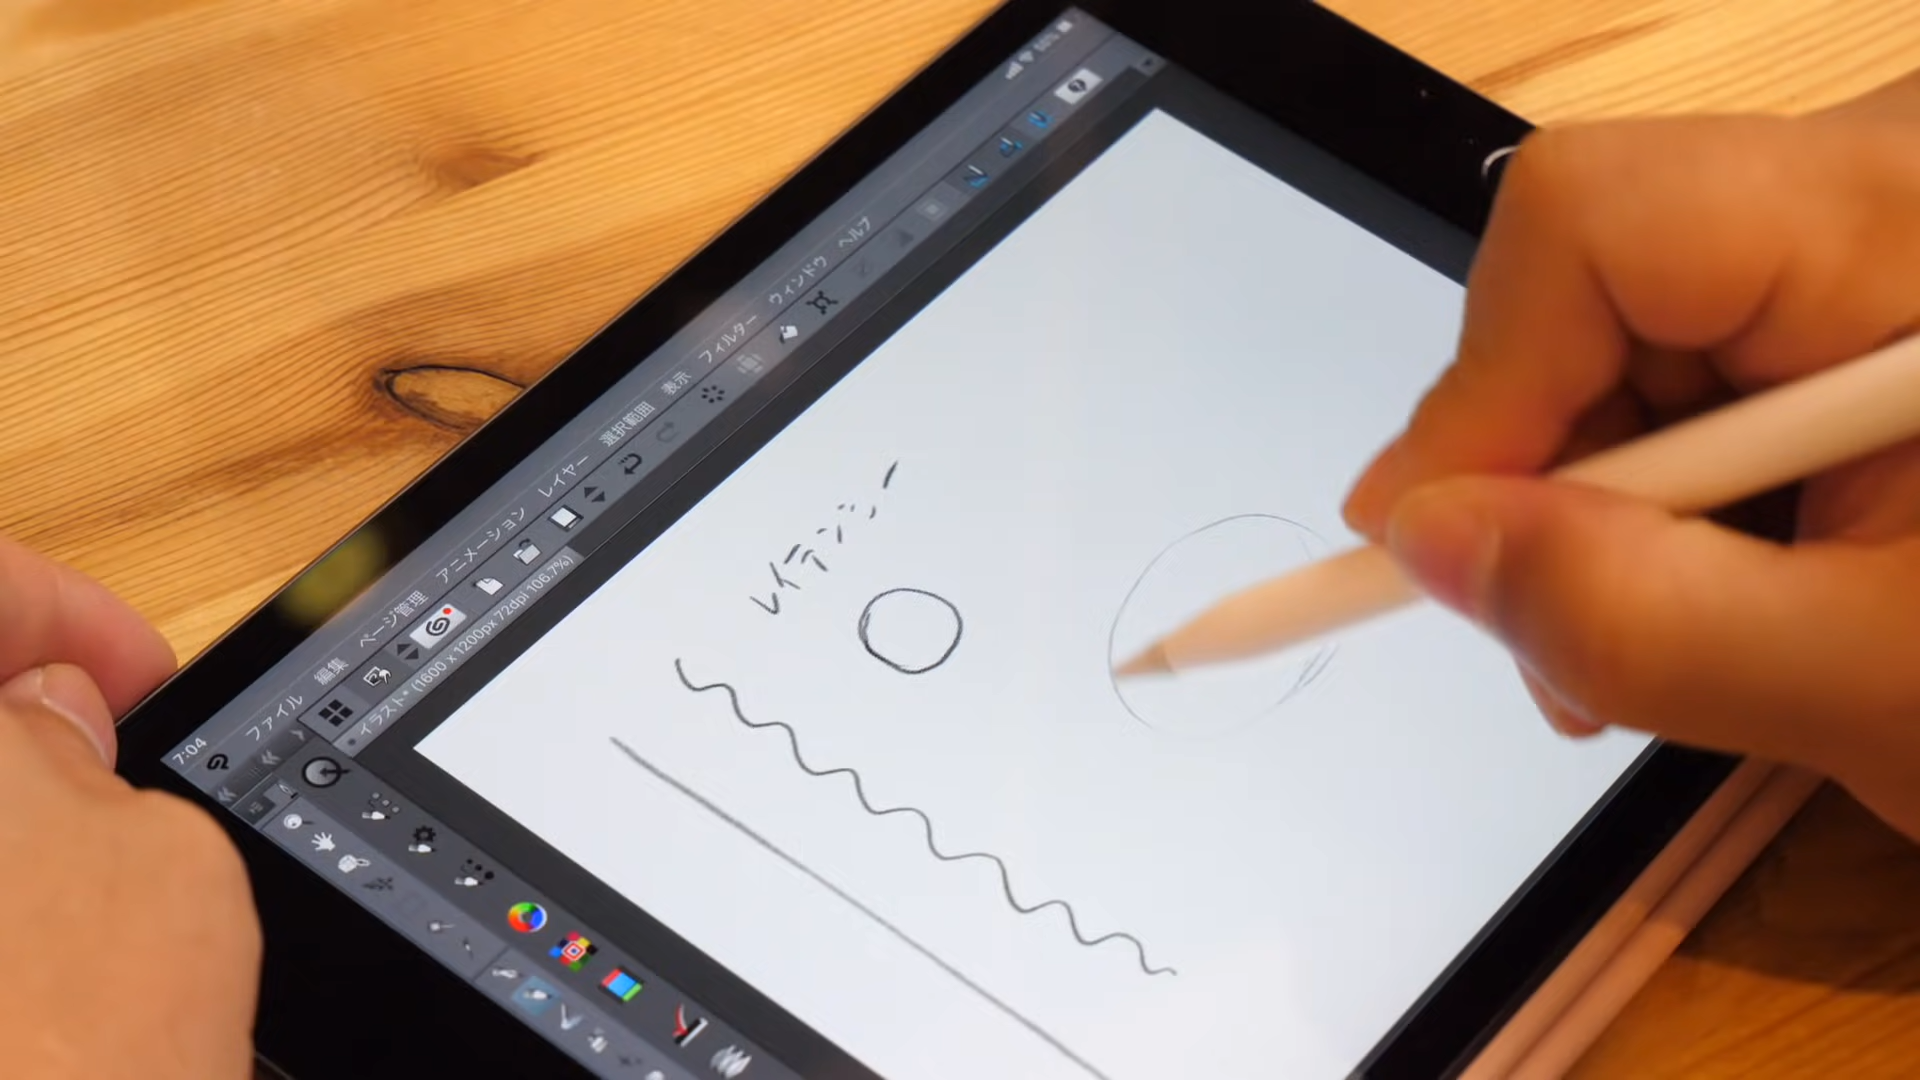 7:04
ファイル 編集 ページ管理 アニメーション レイヤー 選択範囲 表示 フィルター ウィンドウ ヘルプ
イラスト* (1600 x 1200px 72dpi 106.7%)
レイテンシー